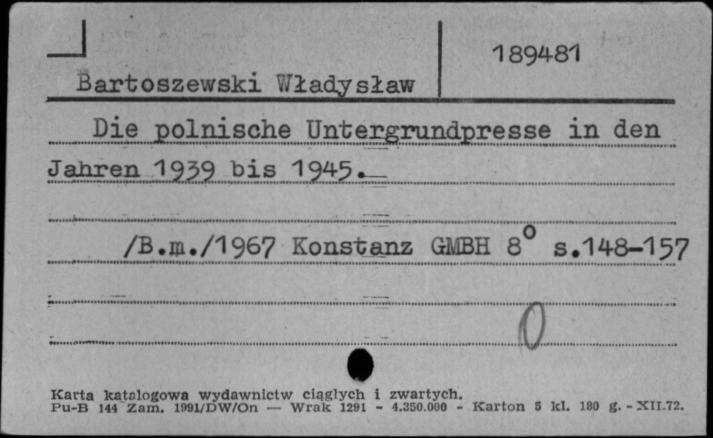 189481
Bartoszewski Władysław
Die polnische Untergrundpresse in den
Jahren 1939 bis 1945.
/B.m./1967 Konstanz GMBH 8° s.148-157
0
Karta katalogowa wydawnictw ciągłych i zwartych.
Pu-B 144 Zam. 1991/DW/On — Wrak 1291 - 4.350.000 - Karton 5 kl. 180 g. - XII.72.